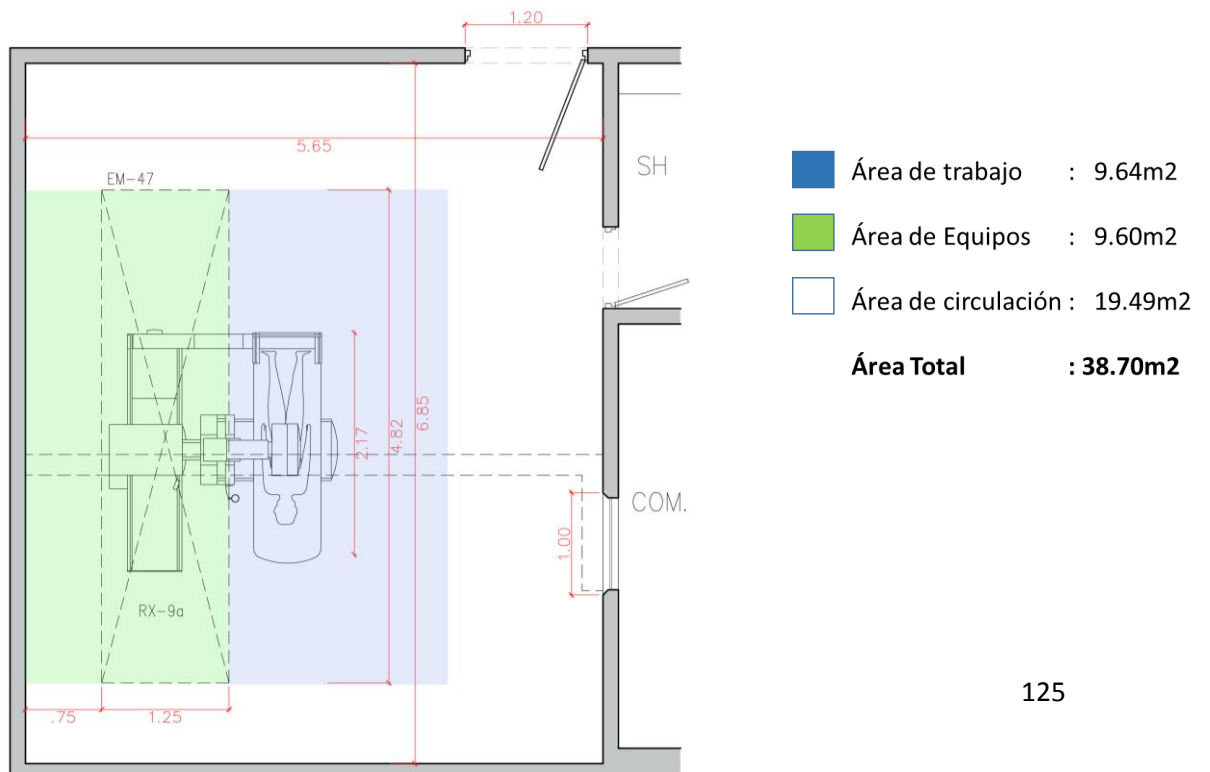 1.20
5.65
SH
EM-47
6.85
4.82
2.17
COM.
1.00
RX-9a
.75
1.25
Área de trabajo : 9.64m2
Área de Equipos : 9.60m2
Área de circulación : 19.49m2
Área Total : 38.70m2
125